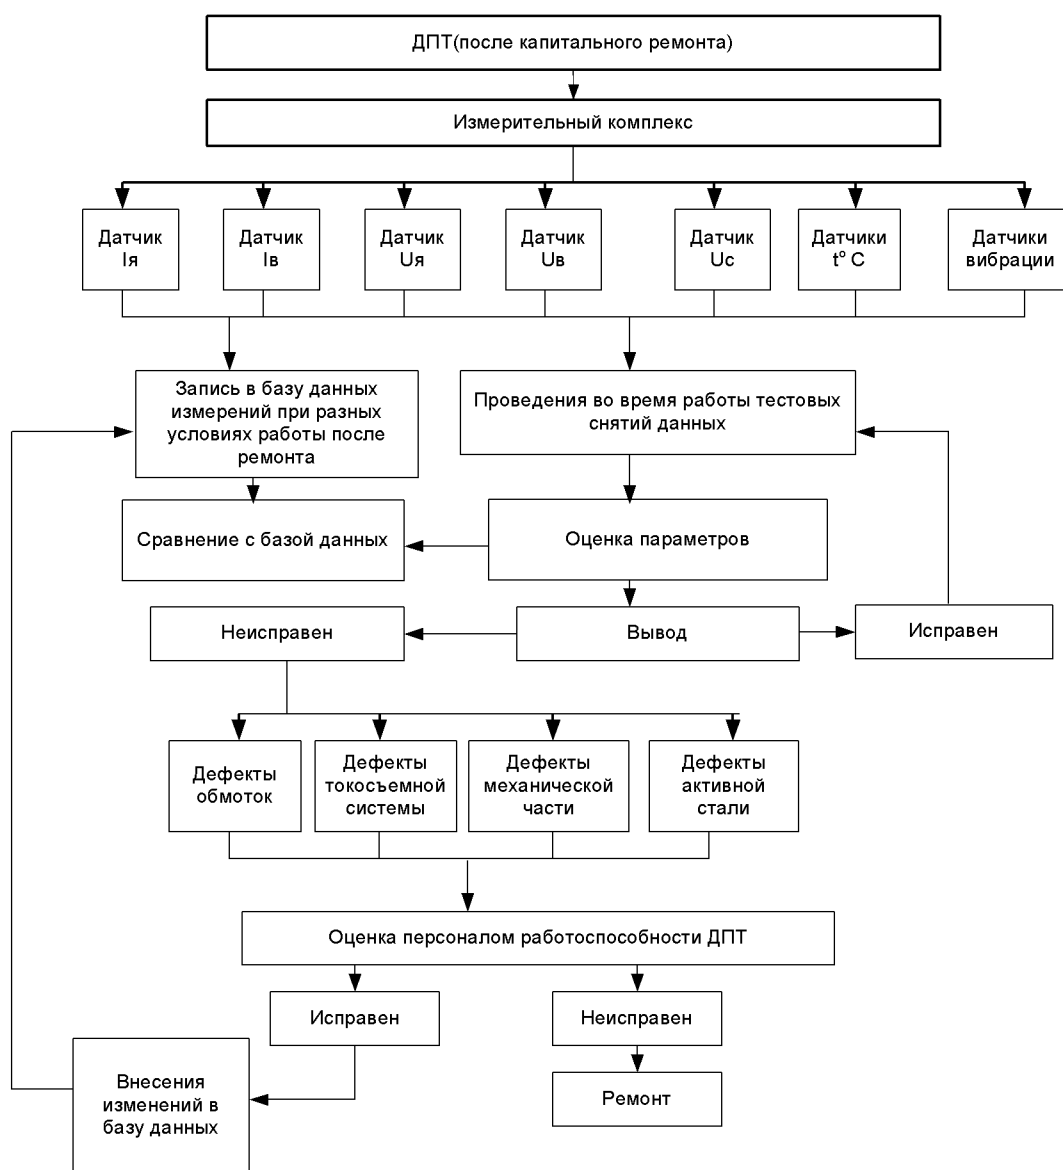 ДПТ(после капитального ремонта)
Измерительный комплекс
Датчик
Iя
Датчик
Iв
Датчик
Uя
Датчик
Uв
Датчик
Uс
Датчики
t° C
Датчики
вибрации
Запись в базу данных
измерений при разных
условиях работы после
ремонта
Проведения во время работы тестовых
снятий данных
Сравнение с базой данных
Оценка параметров
Неисправен
Вывод
Исправен
Дефекты
обмоток
Дефекты
токосъемной
системы
Дефекты
механической
части
Дефекты
активной
стали
Оценка персоналом работоспособности ДПТ
Исправен
Неисправен
Внесения
изменений в
базу данных
Ремонт